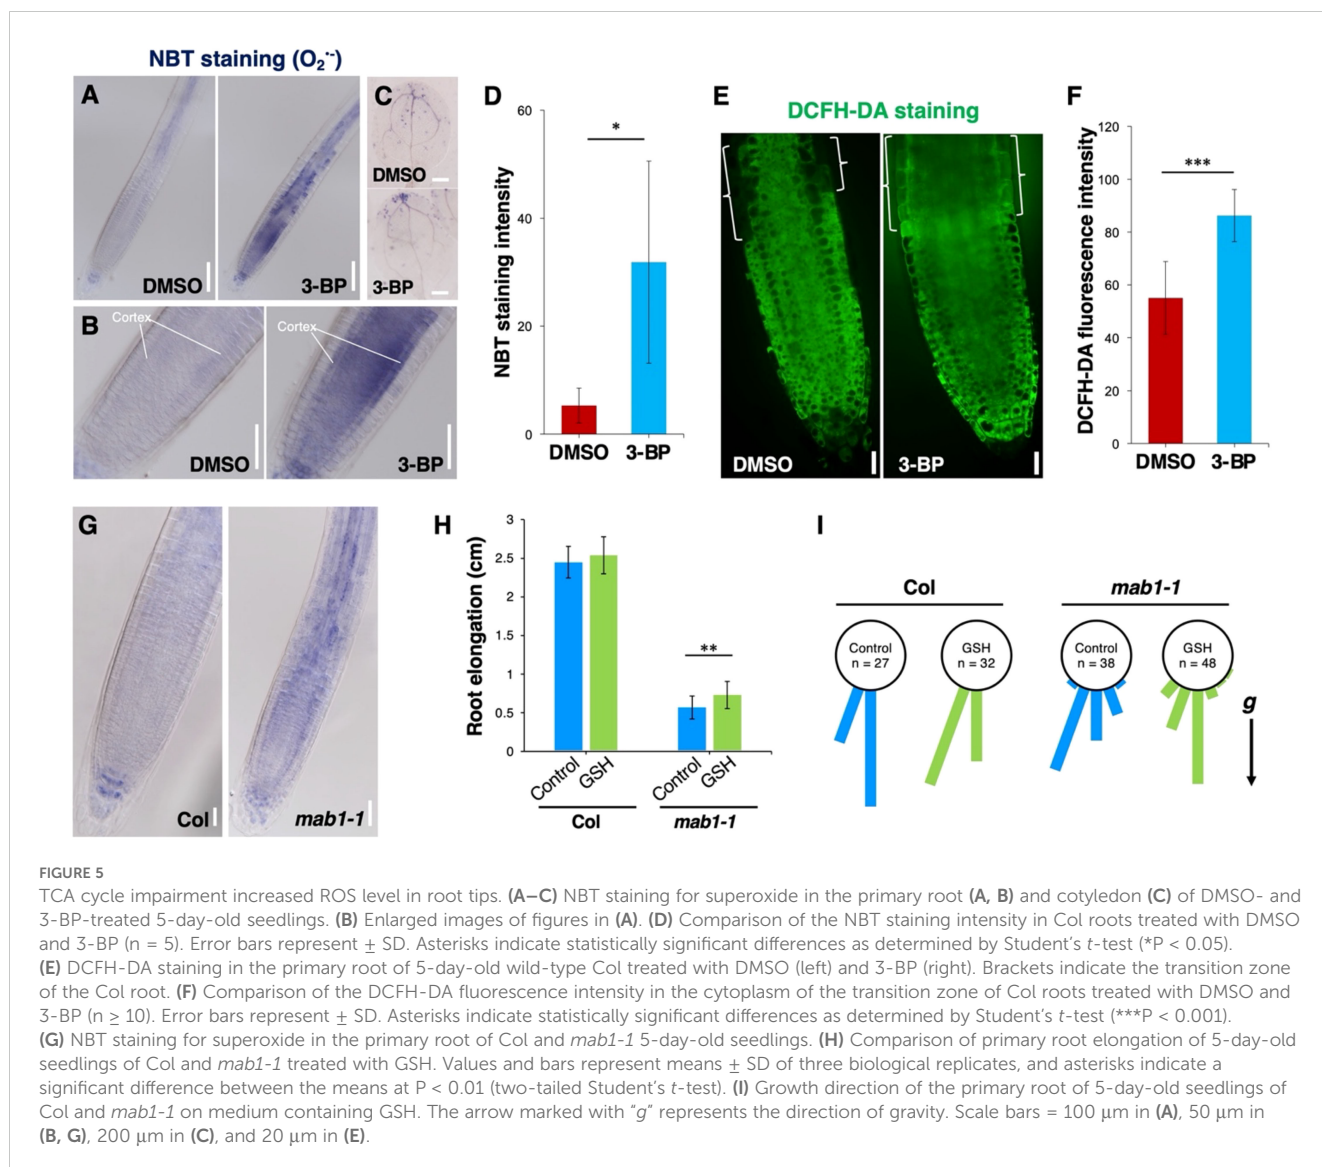 NBT staining (O₂˙⁻)
A
DMSO
3-BP
C
DMSO
3-BP
B
Cortex
DMSO
Cortex
3-BP
D
NBT staining intensity
60
40
20
0
*
DMSO 3-BP
E
DCFH-DA staining
DMSO
3-BP
F
DCFH-DA fluorescence intensity
120
100
80
60
40
20
0
***
DMSO 3-BP
G
Col
mab1-1
H
Root elongation (cm)
3
2.5
2
1.5
1
0.5
0
**
Control GSH Control GSH
Col mab1-1
I
Col mab1-1
Control
n = 27
GSH
n = 32
Control
n = 38
GSH
n = 48
g
FIGURE 5
TCA cycle impairment increased ROS level in root tips. (A–C) NBT staining for superoxide in the primary root (A, B) and cotyledon (C) of DMSO- and
3-BP-treated 5-day-old seedlings. (B) Enlarged images of figures in (A). (D) Comparison of the NBT staining intensity in Col roots treated with DMSO
and 3-BP (n = 5). Error bars represent ± SD. Asterisks indicate statistically significant differences as determined by Student's t-test (*P < 0.05).
(E) DCFH-DA staining in the primary root of 5-day-old wild-type Col treated with DMSO (left) and 3-BP (right). Brackets indicate the transition zone
of the Col root. (F) Comparison of the DCFH-DA fluorescence intensity in the cytoplasm of the transition zone of Col roots treated with DMSO and
3-BP (n ≥ 10). Error bars represent ± SD. Asterisks indicate statistically significant differences as determined by Student's t-test (***P < 0.001).
(G) NBT staining for superoxide in the primary root of Col and mab1-1 5-day-old seedlings. (H) Comparison of primary root elongation of 5-day-old
seedlings of Col and mab1-1 treated with GSH. Values and bars represent means ± SD of three biological replicates, and asterisks indicate a
significant difference between the means at P < 0.01 (two-tailed Student's t-test). (I) Growth direction of the primary root of 5-day-old seedlings of
Col and mab1-1 on medium containing GSH. The arrow marked with "g" represents the direction of gravity. Scale bars = 100 μm in (A), 50 μm in
(B, G), 200 μm in (C), and 20 μm in (E).